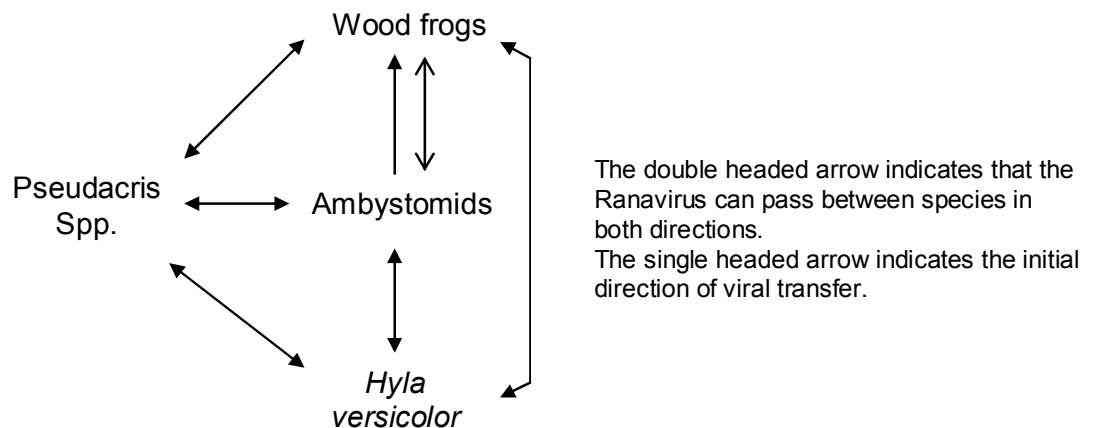 Wood frogs
Pseudacris
Spp.
Ambystomids
Hyla
versicolor
The double headed arrow indicates that the
Ranavirus can pass between species in
both directions.
The single headed arrow indicates the initial
direction of viral transfer.